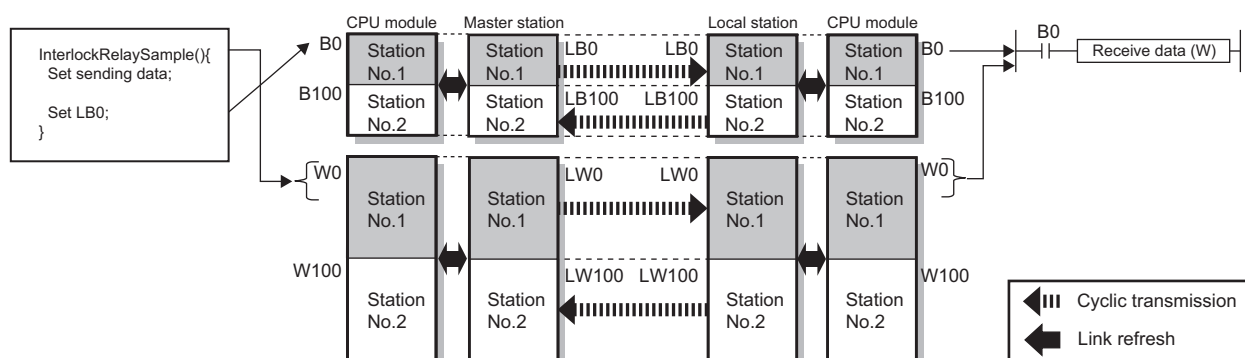 CPU module Master station Local station CPU module
InterlockRelaySample(){
Set sending data;
Set LB0;
}
B0 Station No.1 Station No.1 LB0 LB0 Station No.1 Station No.1 B0
B0
Receive data (W)
B100 Station No.2 Station No.2 LB100 LB100 Station No.2 Station No.2 B100
W0 Station No.1 Station No.1 LW0 LW0 Station No.1 Station No.1 W0
W100 Station No.2 Station No.2 LW100 LW100 Station No.2 Station No.2 W100
Cyclic transmission
Link refresh